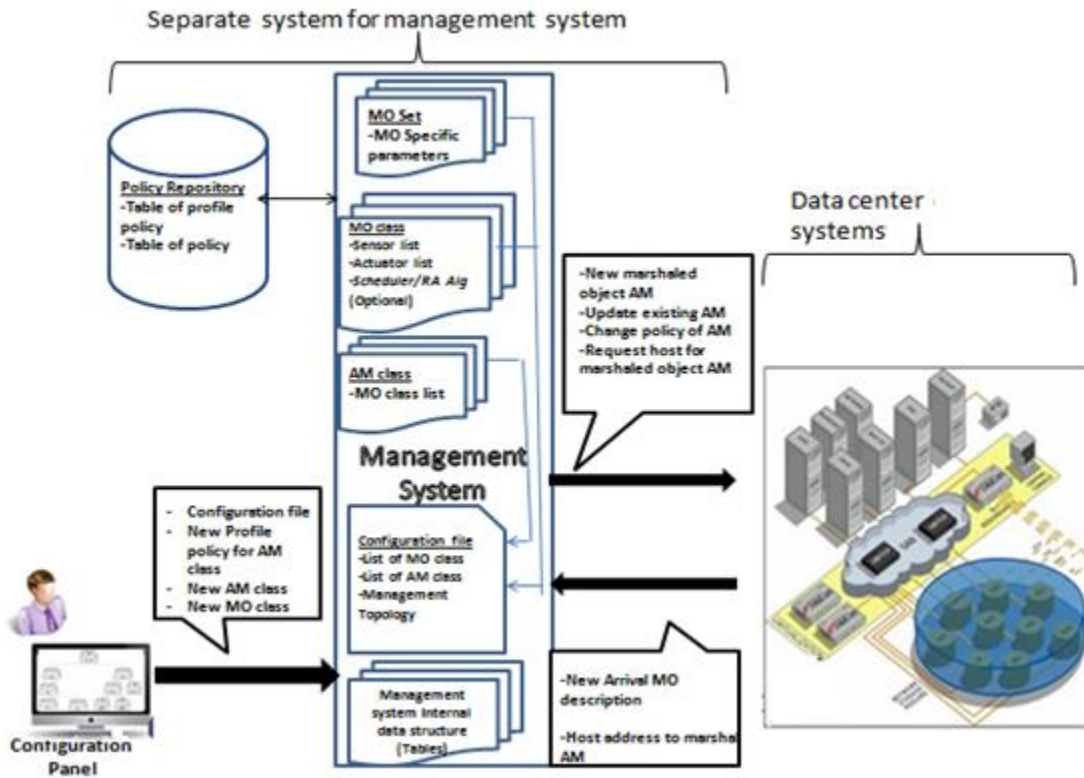 Separate system for management system
MO Set
-MO Specific
parameters
Policy Repository
-Table of profile
policy
-Table of policy
MO class
-Sensor list
-Actuator list
-Scheduler/RA Alg
(Optional)
AM class
-MO class list
Management
System
Configuration file
-List of MO class
-List of AM class
-Management
Topology
Management
system Internal
data structure
(Tables)
- Configuration file
- New Profile
policy for AM
class
- New AM class
- New MO class
Configuration
Panel
-New marshaled
object AM
-Update existing AM
-Change policy of AM
-Request host for
marshaled object AM
-New Arrival MO
description
-Host address to marshal
AM
Data center
systems
SAN